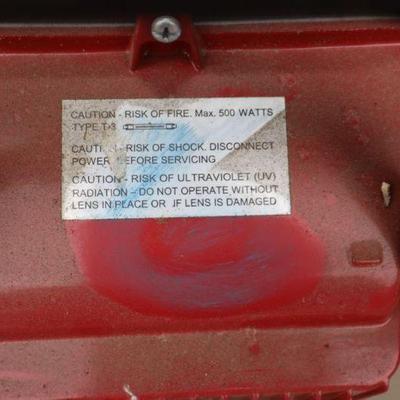 CAUTION - RISK OF FIRE. Max. 500 WATTS
TYPE T-3
CAUTION - RISK OF SHOCK. DISCONNECT
POWER BEFORE SERVICING
CAUTION - RISK OF ULTRAVIOLET (UV)
RADIATION - DO NOT OPERATE WITHOUT
LENS IN PLACE OR IF LENS IS DAMAGED